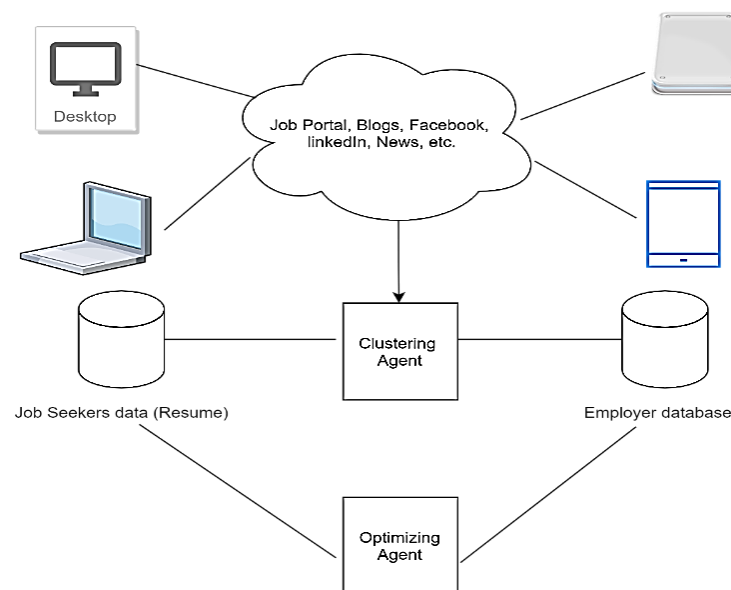 Desktop
Job Portal, Blogs, Facebook,
linkedIn, News, etc.
Clustering
Agent
Job Seekers data (Resume)
Employer database
Optimizing
Agent